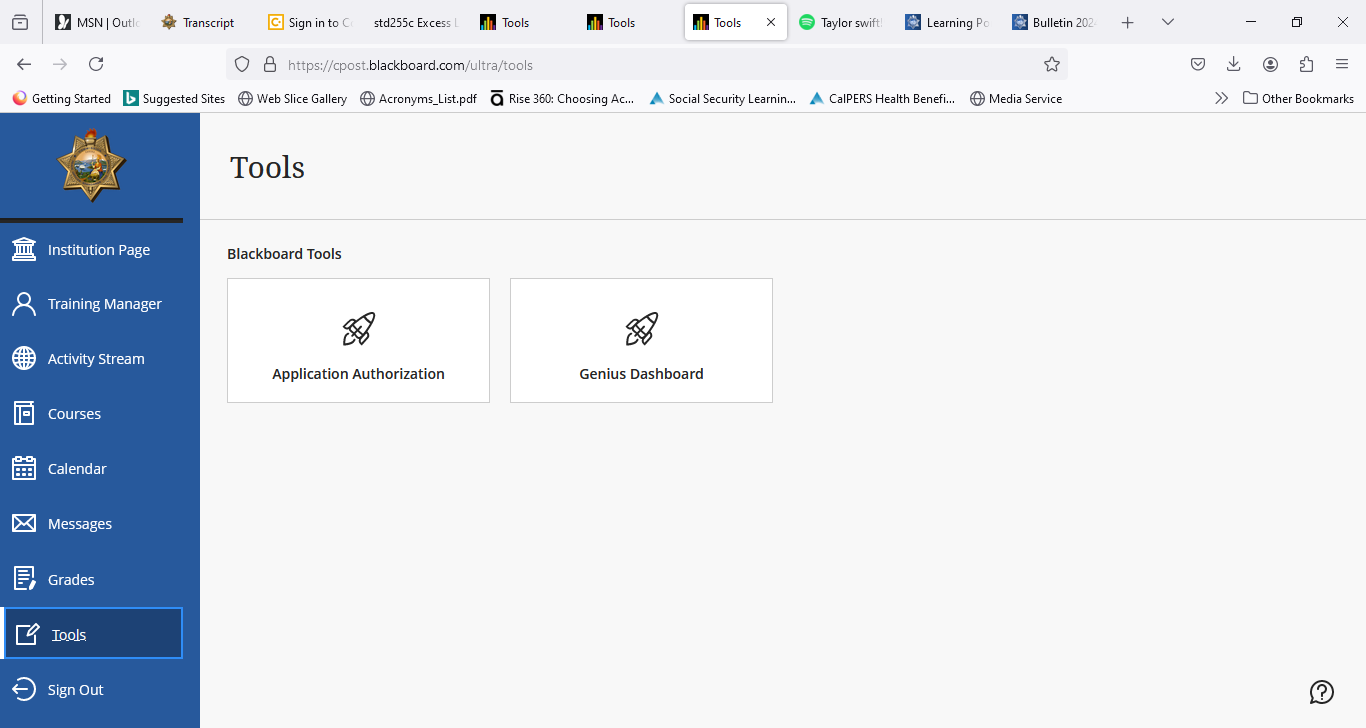 MSN | Outlo
Transcript
Sign in to C
std255c Excess L
Tools
Tools
Tools
Taylor swift
Learning Po
Bulletin 202
https://cpost.blackboard.com/ultra/tools
Getting Started
Suggested Sites
Web Slice Gallery
Acronyms_List.pdf
Rise 360: Choosing Ac...
Social Security Learnin...
CalPERS Health Benefi...
Media Service
Other Bookmarks
Tools
Institution Page
Training Manager
Activity Stream
Courses
Calendar
Messages
Grades
Tools
Sign Out
Blackboard Tools
Application Authorization
Genius Dashboard